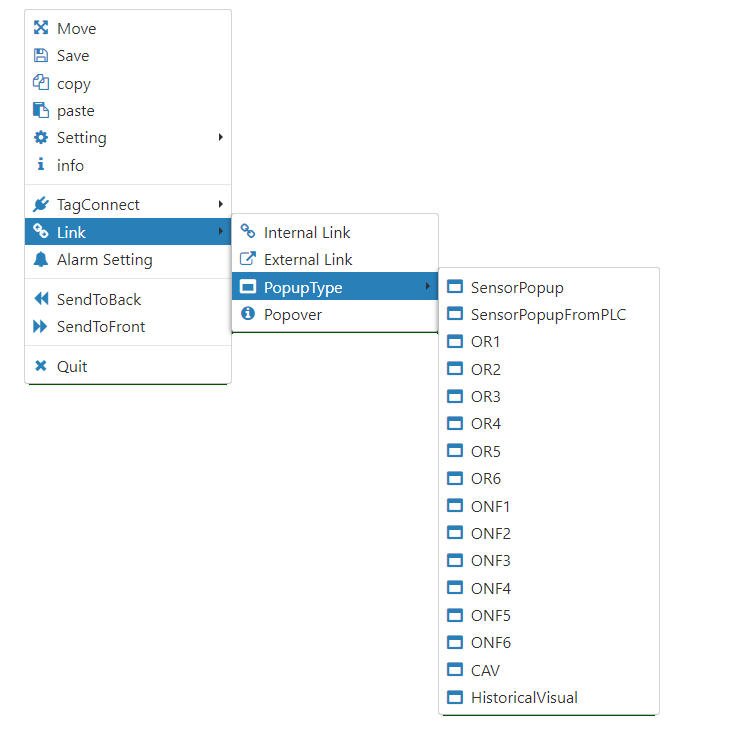 Move
Save
copy
paste
Setting
info
TagConnect
Link
Alarm Setting
SendToBack
SendToFront
Quit
Internal Link
External Link
PopupType
Popover
SensorPopup
SensorPopupFromPLC
OR1
OR2
OR3
OR4
OR5
OR6
ONF1
ONF2
ONF3
ONF4
ONF5
ONF6
CAV
HistoricalVisual